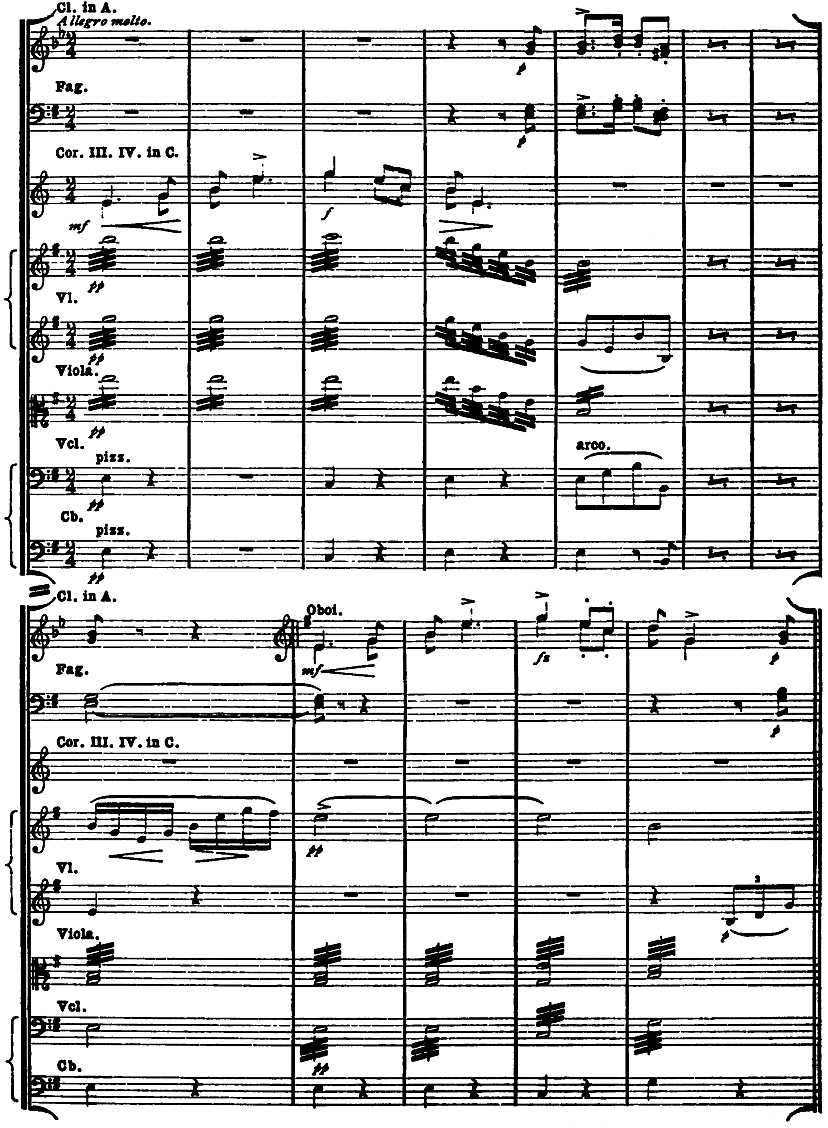 Cl. in A.
Allegro molto.
p
Fag.
p
Cor. III. IV. in C.
mf
f
pp
Vl.
pp
Viola.
pp
Vcl.
pizz.
arco.
pp
Cb.
pizz.
pp
Cl. in A.
Oboi.
mf
fz
p
Fag.
p
Cor. III. IV. in C.
pp
Vl.
3
p
Viola.
Vcl.
pp
Cb.